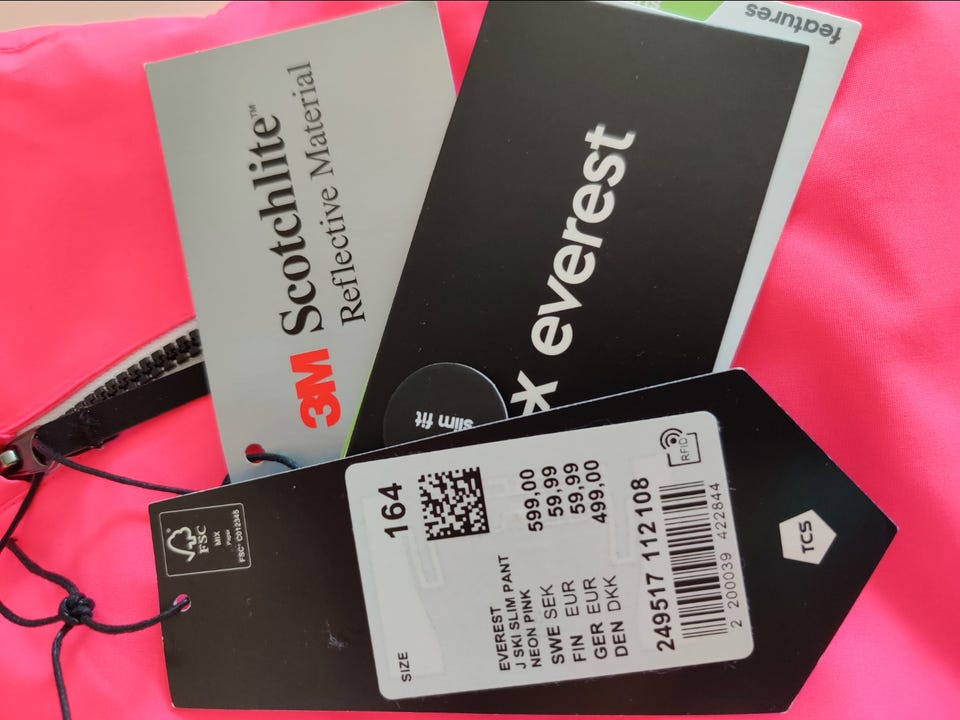 3M Scotchlite™
Reflective Material
features
x everest
slim fit
FSC
MIX
Paper
FSC® C012345
SIZE 164
EVEREST
J SKI SLIM PANT
NEON PINK
SWE SEK 599,00
FIN EUR 59,99
GER EUR 59,99
DEN DKK 499,00
249517 112108
2 200039 422844
RFID
TCS